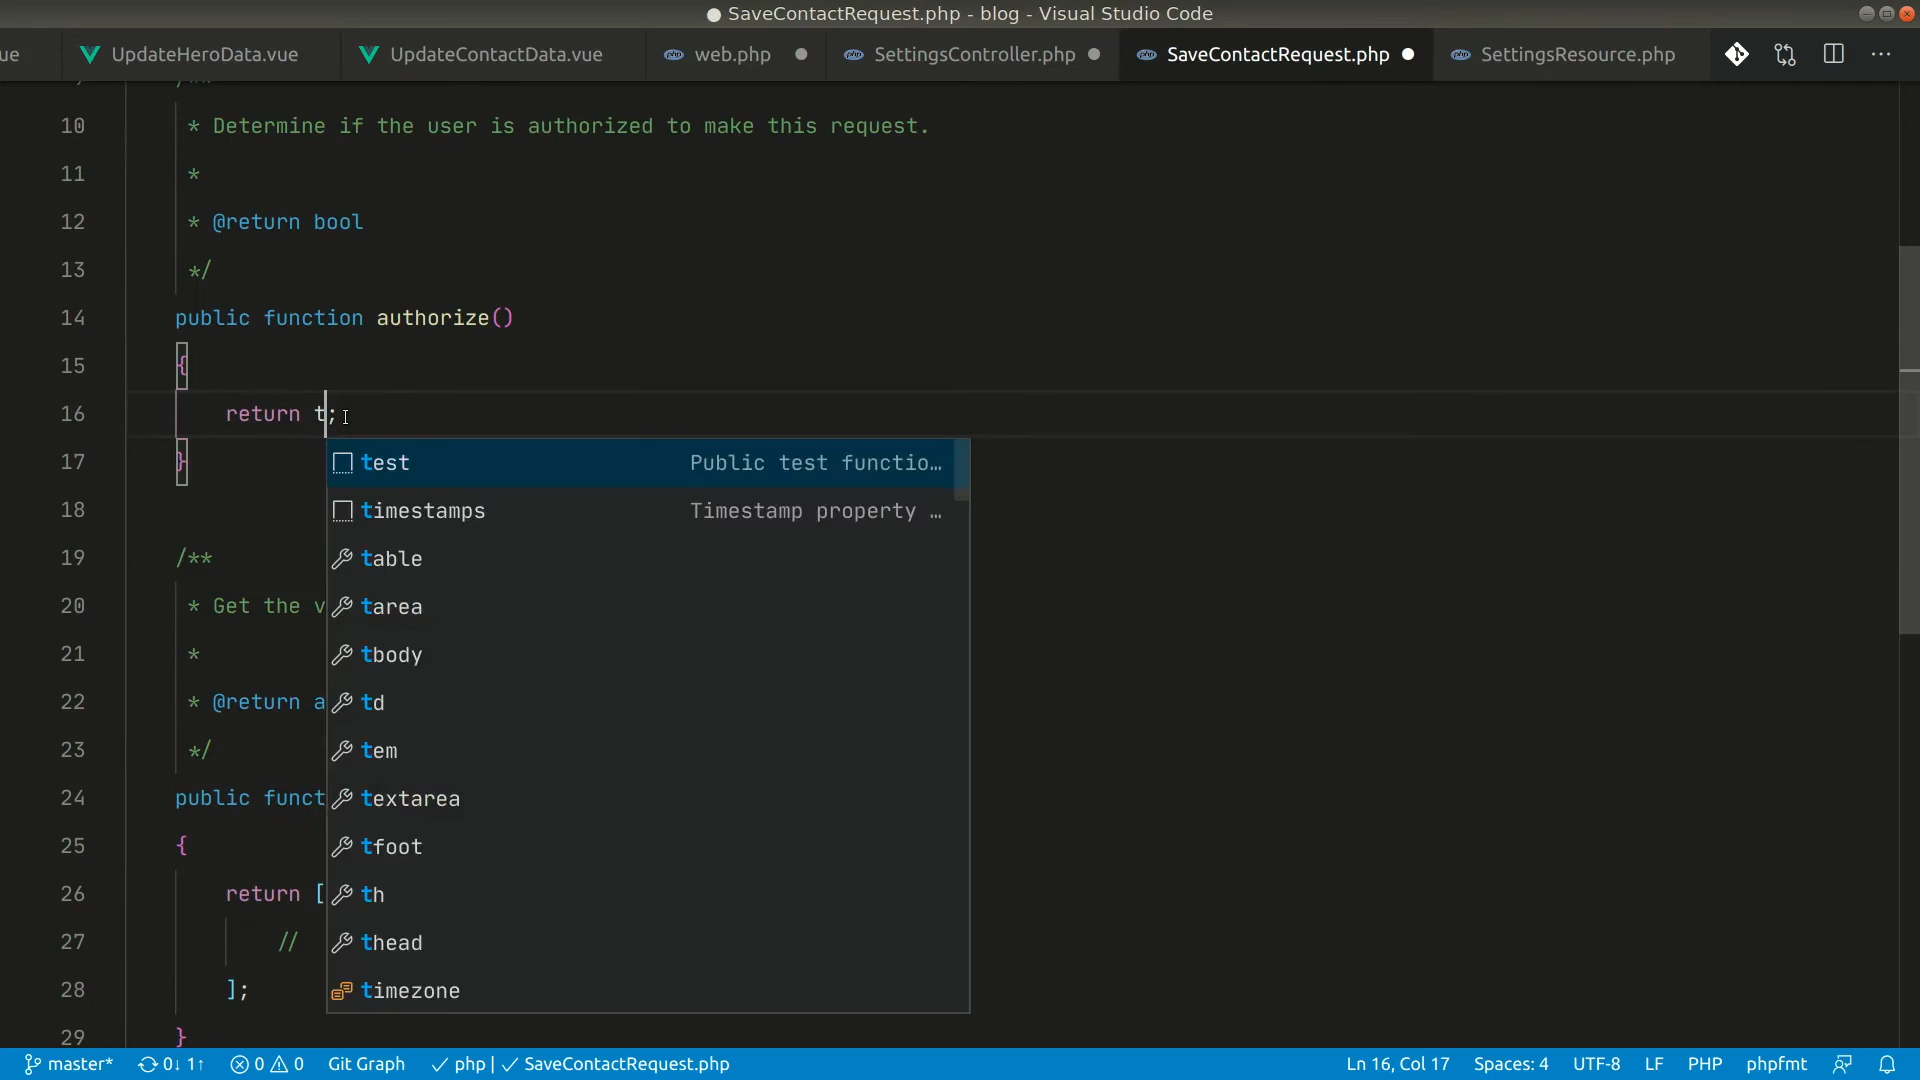 SaveContactRequest.php - blog - Visual Studio Code
ue UpdateHeroData.vue UpdateContactData.vue web.php SettingsController.php SaveContactRequest.php SettingsResource.php
10 * Determine if the user is authorized to make this request.
11 *
12 * @return bool
13 */
14 public function authorize()
15 {
16 return t;
17 }
test Public test functio…
18
timestamps Timestamp property …
19 /**
table
20 * Get the v
tarea
21 *
tbody
22 * @return a
td
23 */
tem
24 public funct
textarea
25 {
tfoot
26 return [
th
27 //
thead
28 ];
timezone
29 }
master* 0↓ 1↑ 0 0 Git Graph ✓ php | ✓ SaveContactRequest.php Ln 16, Col 17 Spaces: 4 UTF-8 LF PHP phpfmt